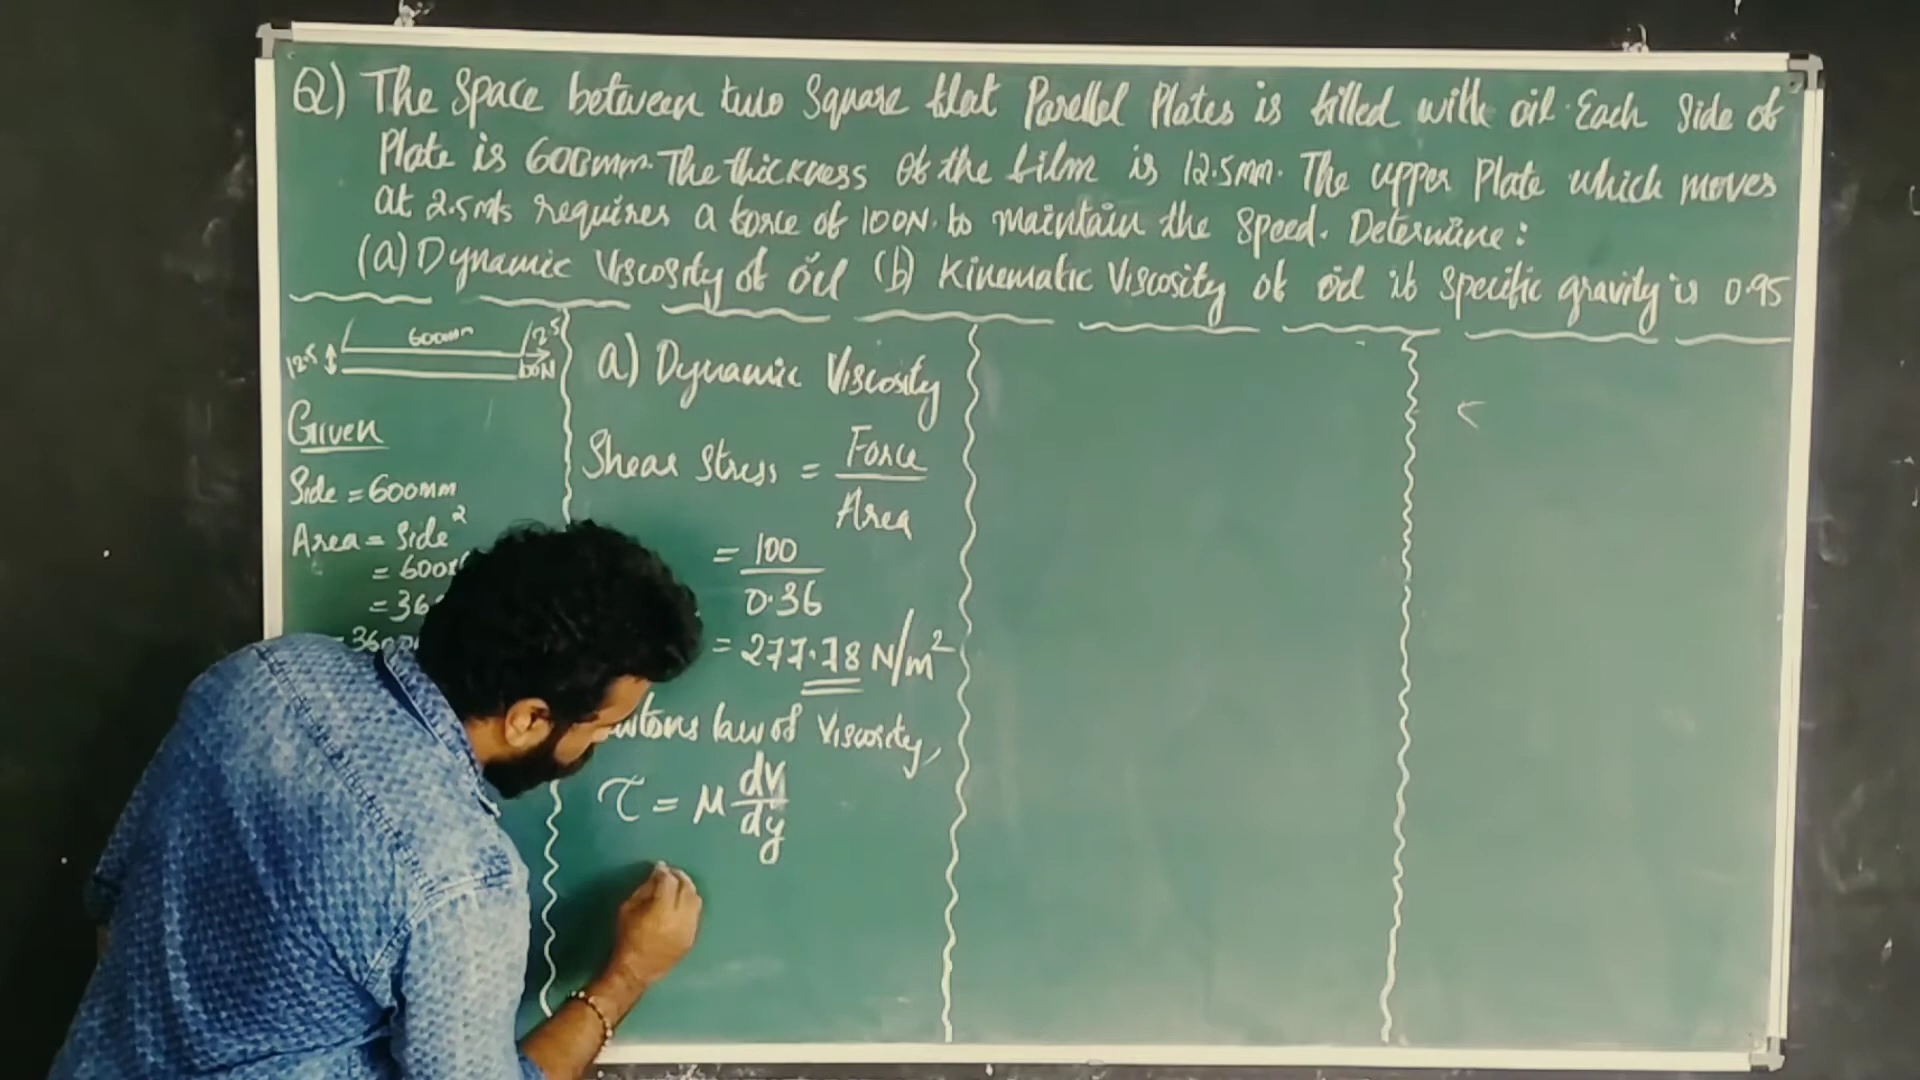 Q) The Space between two Square flat Parellel Plates is filled with oil. Each Side of
Plate is 600mm. The thickness of the film is 12.5mm. The upper Plate which moves
at 2.5m/s requires a force of 100N. to maintain the Speed. Determine:
(a) Dynamic Viscosity of oil (b) Kinematic Viscosity of oil if Specific gravity is 0.95
600mm
12.5
100N
Given
Side = 600mm
Area = Side²
= 600x
= 36
a) Dynamic Viscosity
Shear Stress = Force / Area
= 100 / 0.36
= 277.78 N/m²
law of Viscosity,
τ = μ dv/dy